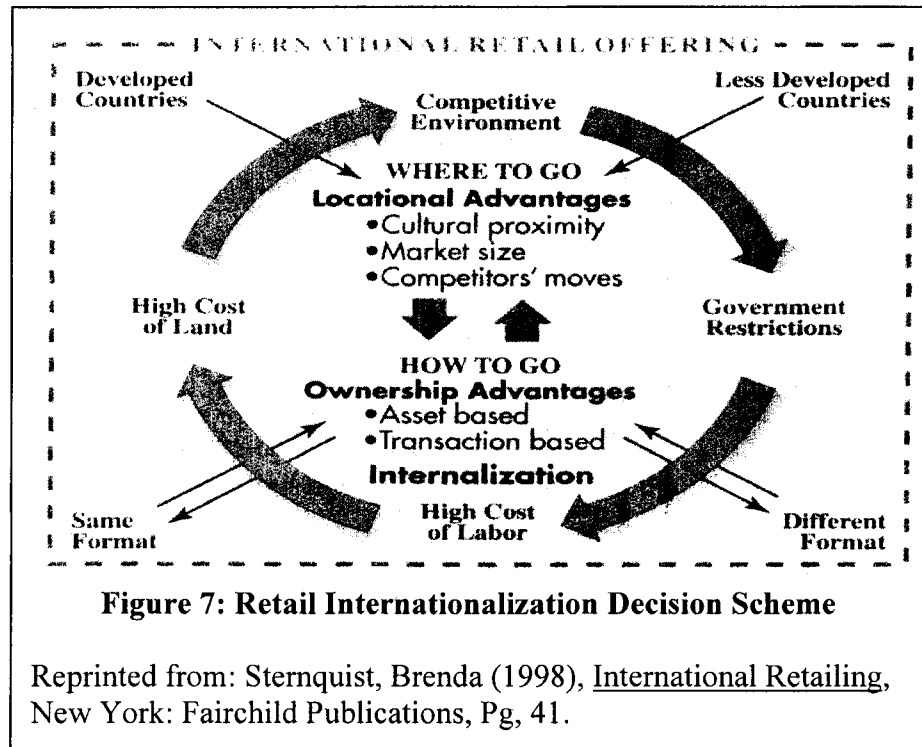 INTERNATIONAL RETAIL OFFERING
Developed
Countries
Competitive
Environment
Less Developed
Countries
WHERE TO GO
Locational Advantages
•Cultural proximity
•Market size
•Competitors' moves
High Cost
of Land
Government
Restrictions
HOW TO GO
Ownership Advantages
•Asset based
•Transaction based
Internalization
Same
Format
High Cost
of Labor
Different
Format
Figure 7: Retail Internationalization Decision Scheme
Reprinted from: Sternquist, Brenda (1998), International Retailing,
New York: Fairchild Publications, Pg, 41.